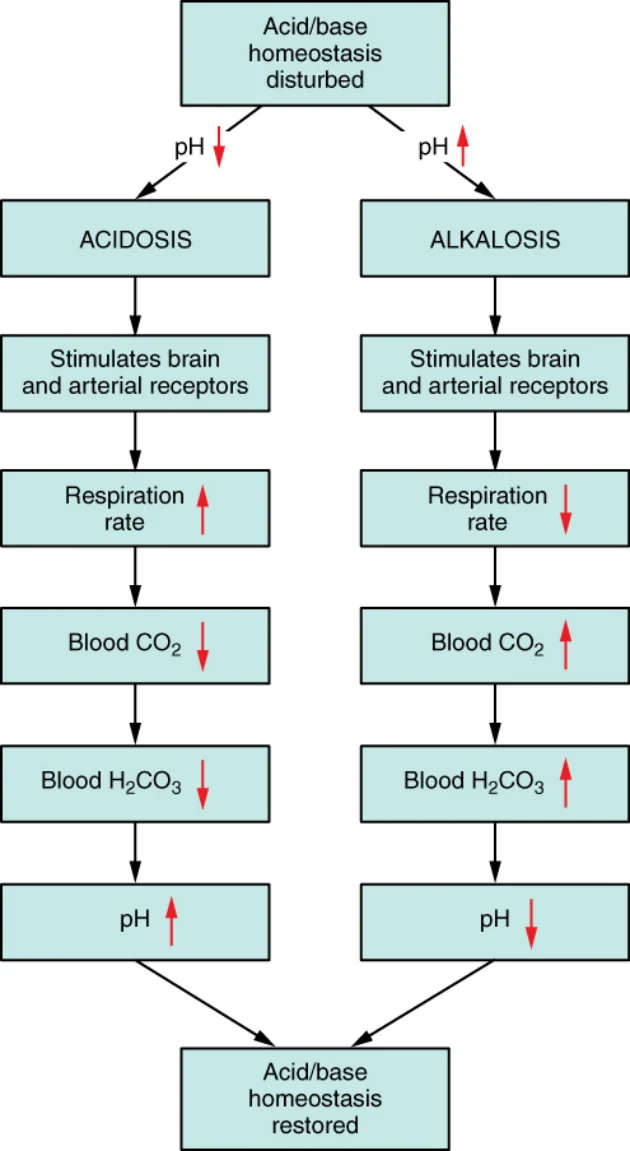 Acid/base
homeostasis
disturbed
pH ↓
pH ↑
ACIDOSIS
ALKALOSIS
Stimulates brain
and arterial receptors
Stimulates brain
and arterial receptors
Respiration
rate ↑
Respiration
rate ↓
Blood CO₂ ↓
Blood CO₂ ↑
Blood H₂CO₃ ↓
Blood H₂CO₃ ↑
pH ↑
pH ↓
Acid/base
homeostasis
restored